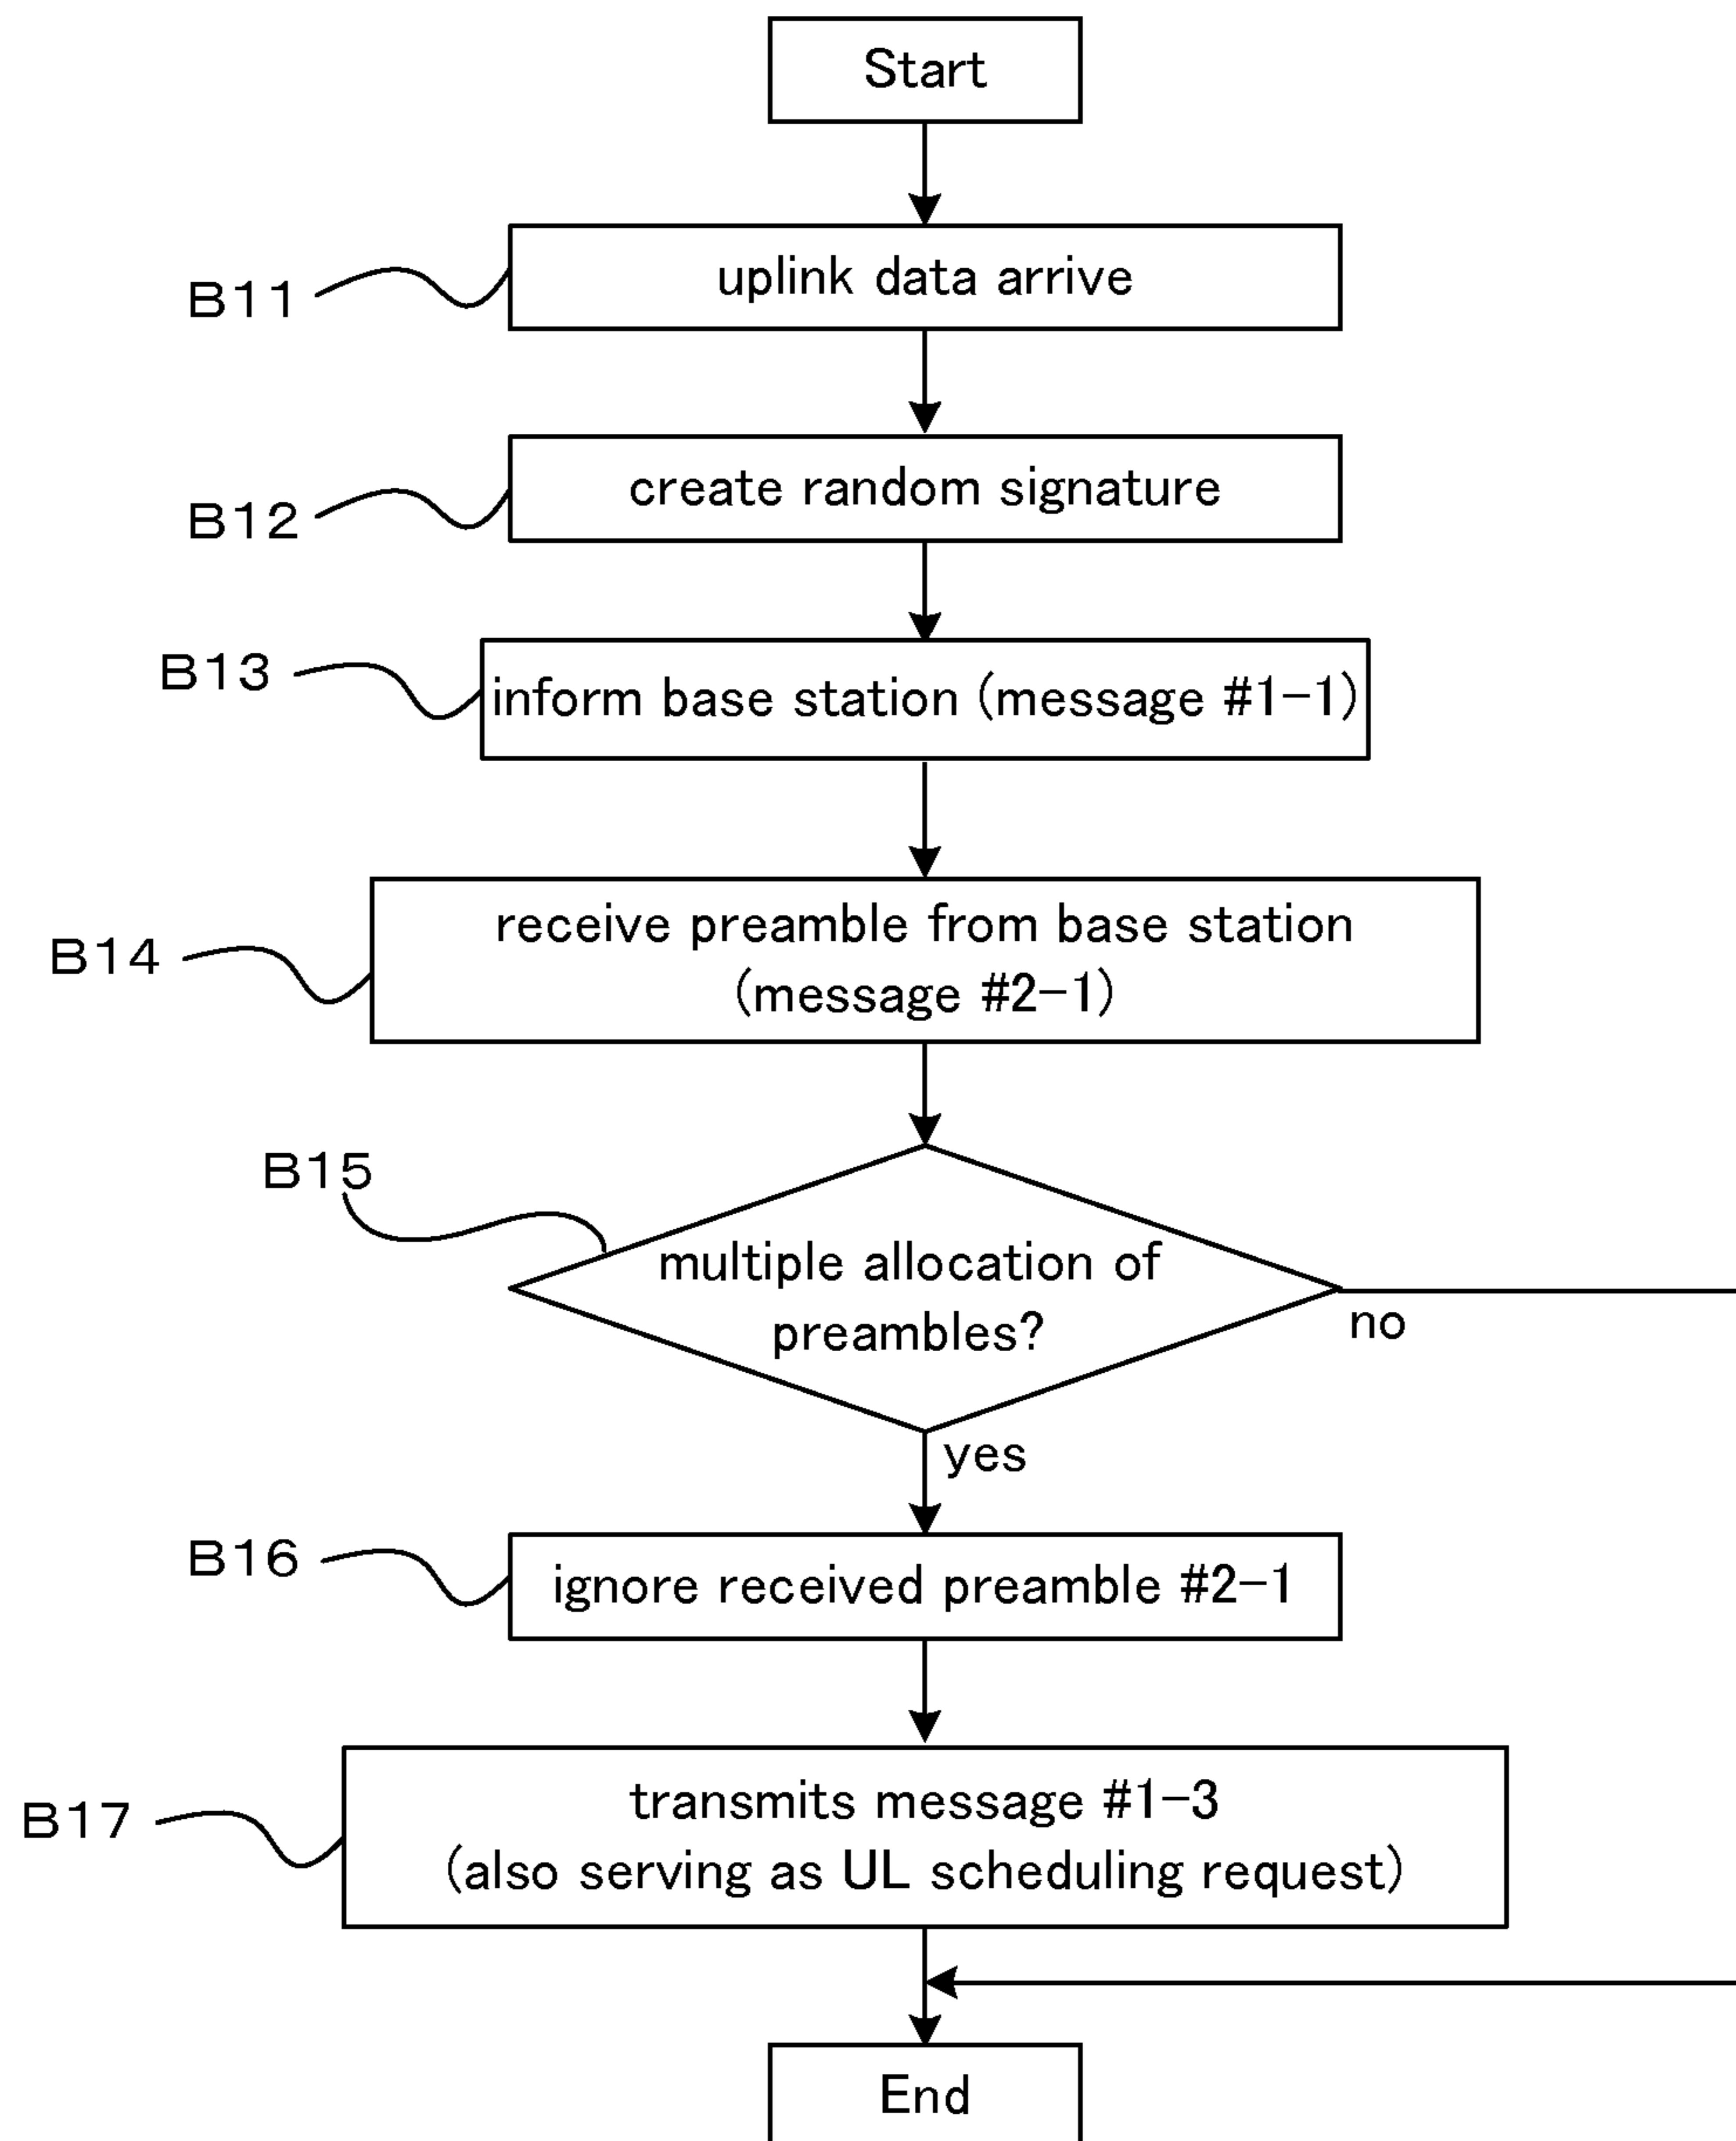 Start
B11
uplink data arrive
B12
create random signature
B13
inform base station (message #1-1)
B14
receive preamble from base station
(message #2-1)
B15
multiple allocation of
preambles?
no
yes
B16
ignore received preamble #2-1
B17
transmits message #1-3
(also serving as UL scheduling request)
End